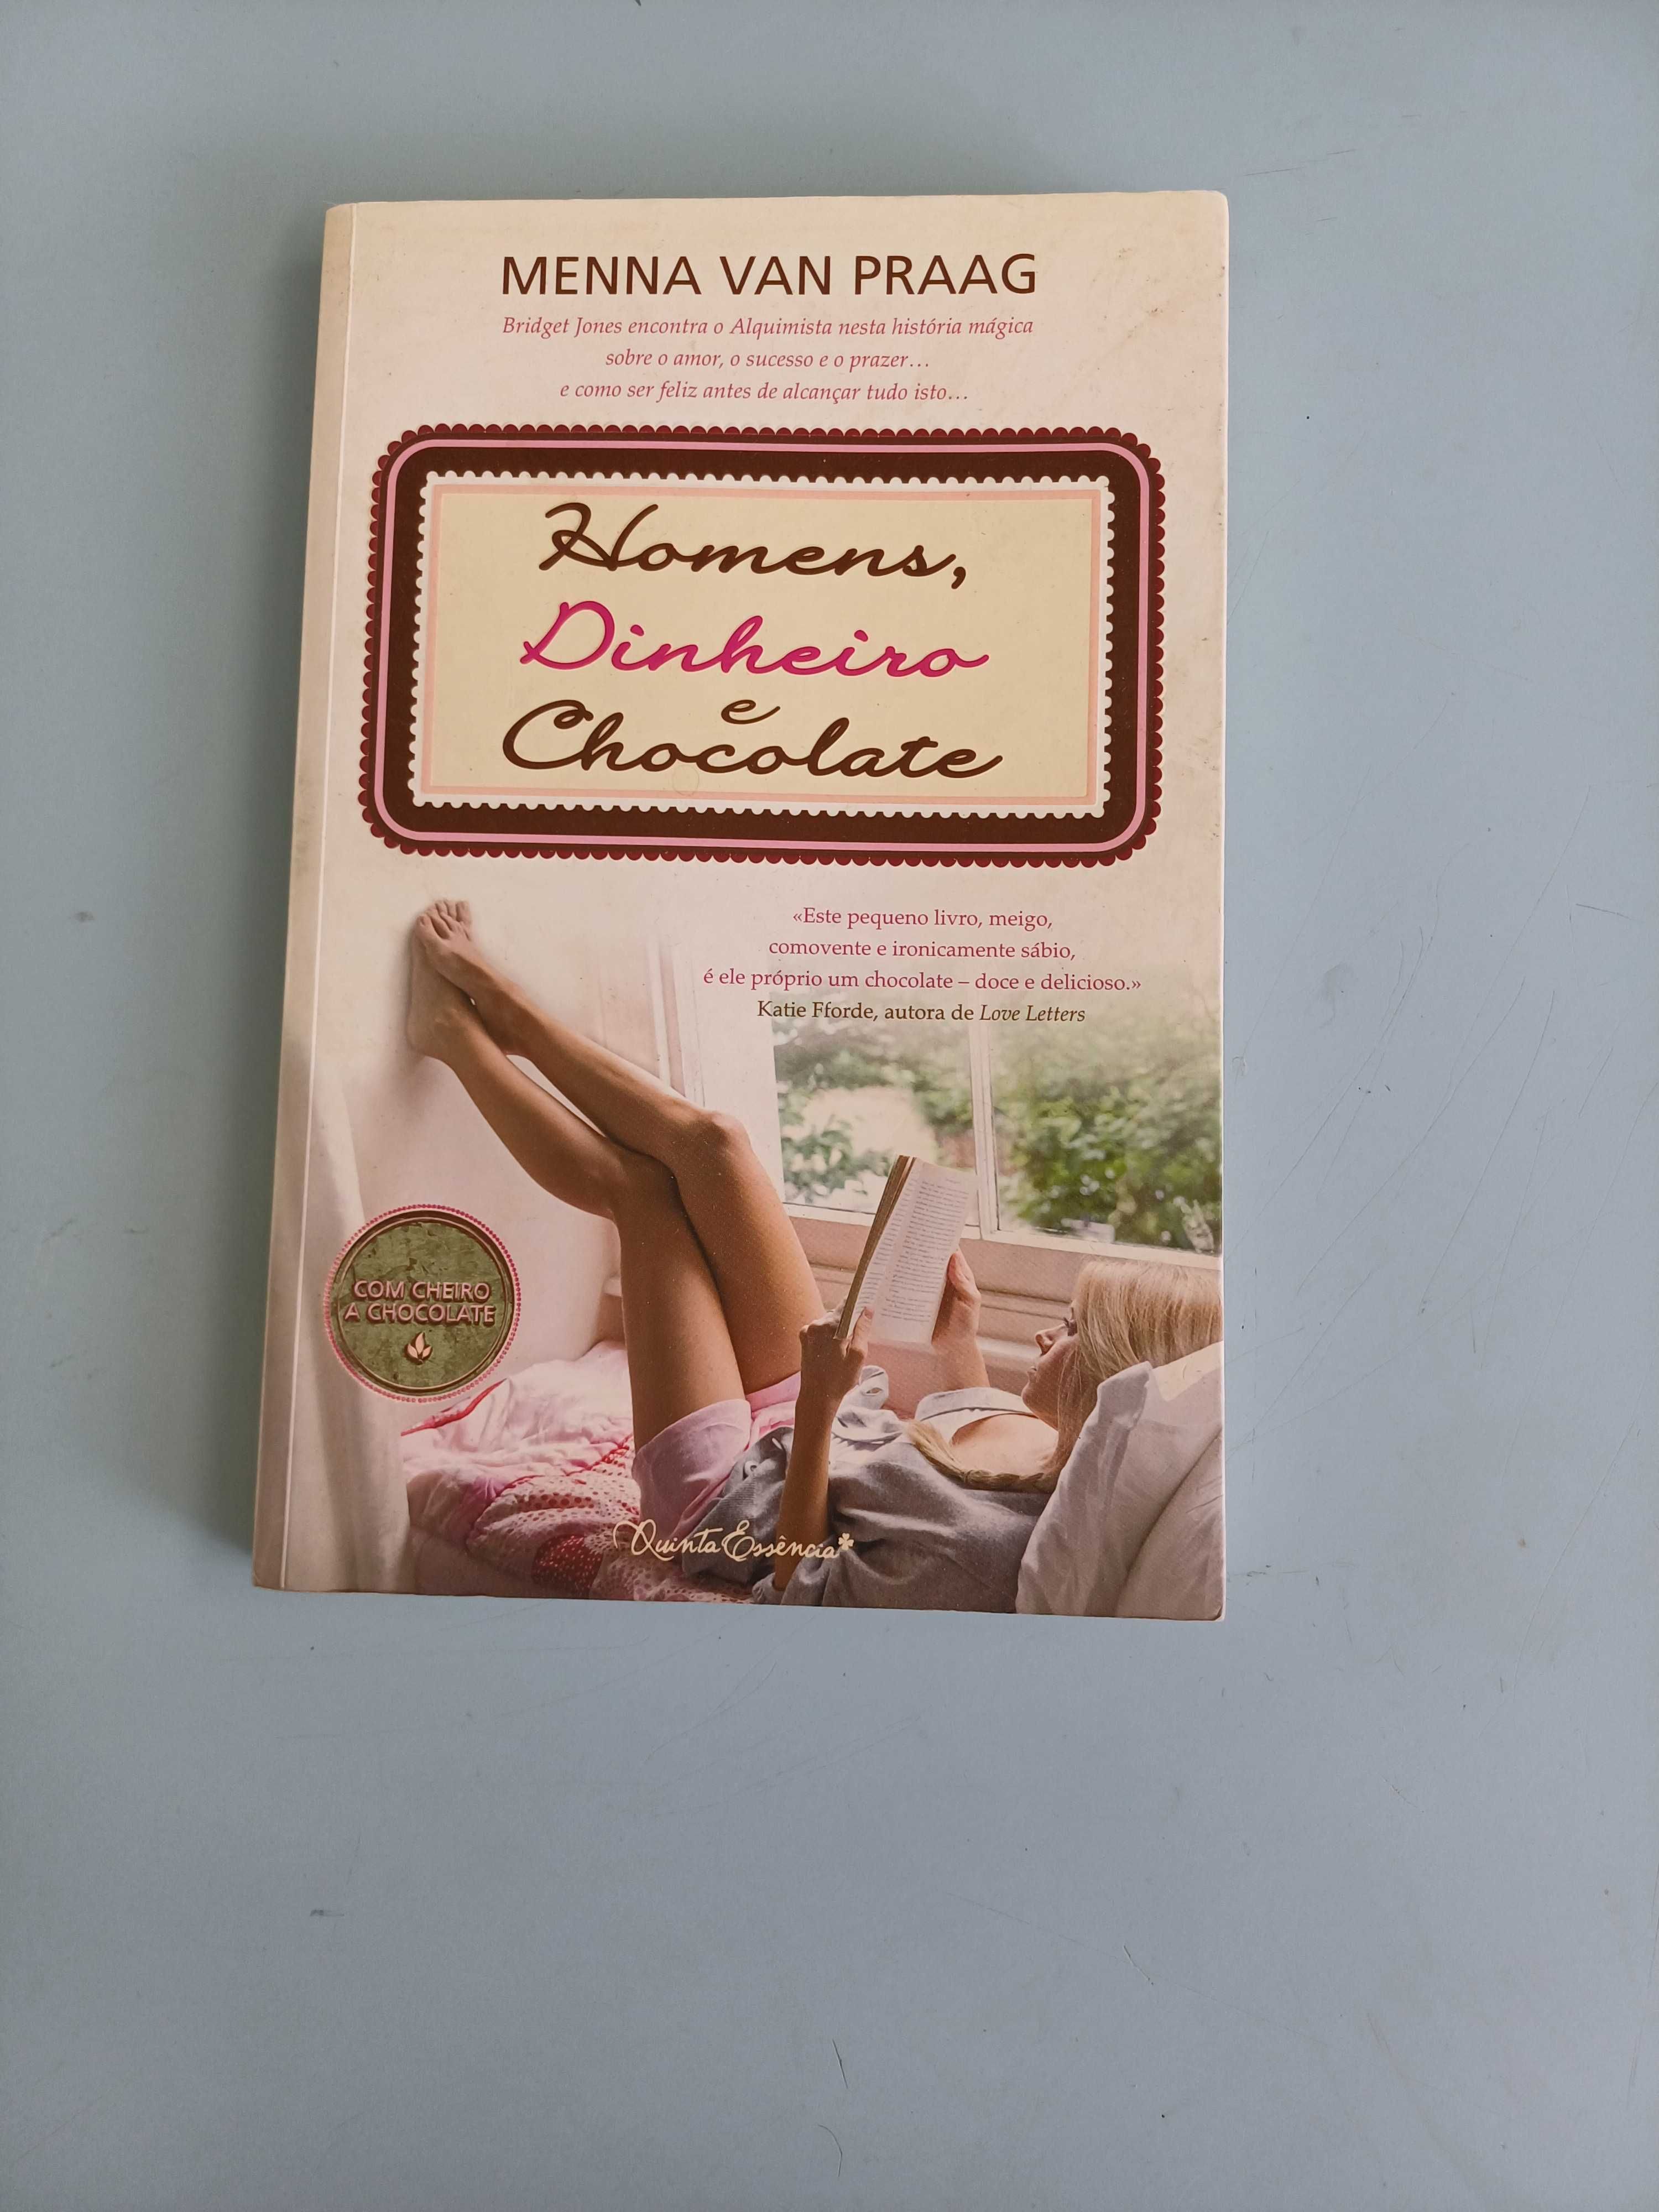 MENNA VAN PRAAG
Bridget Jones encontra o Alquimista nesta história mágica
sobre o amor, o sucesso e o prazer…
e como ser feliz antes de alcançar tudo isto…
Homens,
Dinheiro
e
Chocolate
«Este pequeno livro, meigo,
comovente e ironicamente sábio,
é ele próprio um chocolate – doce e delicioso.»
Katie Fforde, autora de Love Letters
COM CHEIRO
A CHOCOLATE
Quinta Essência